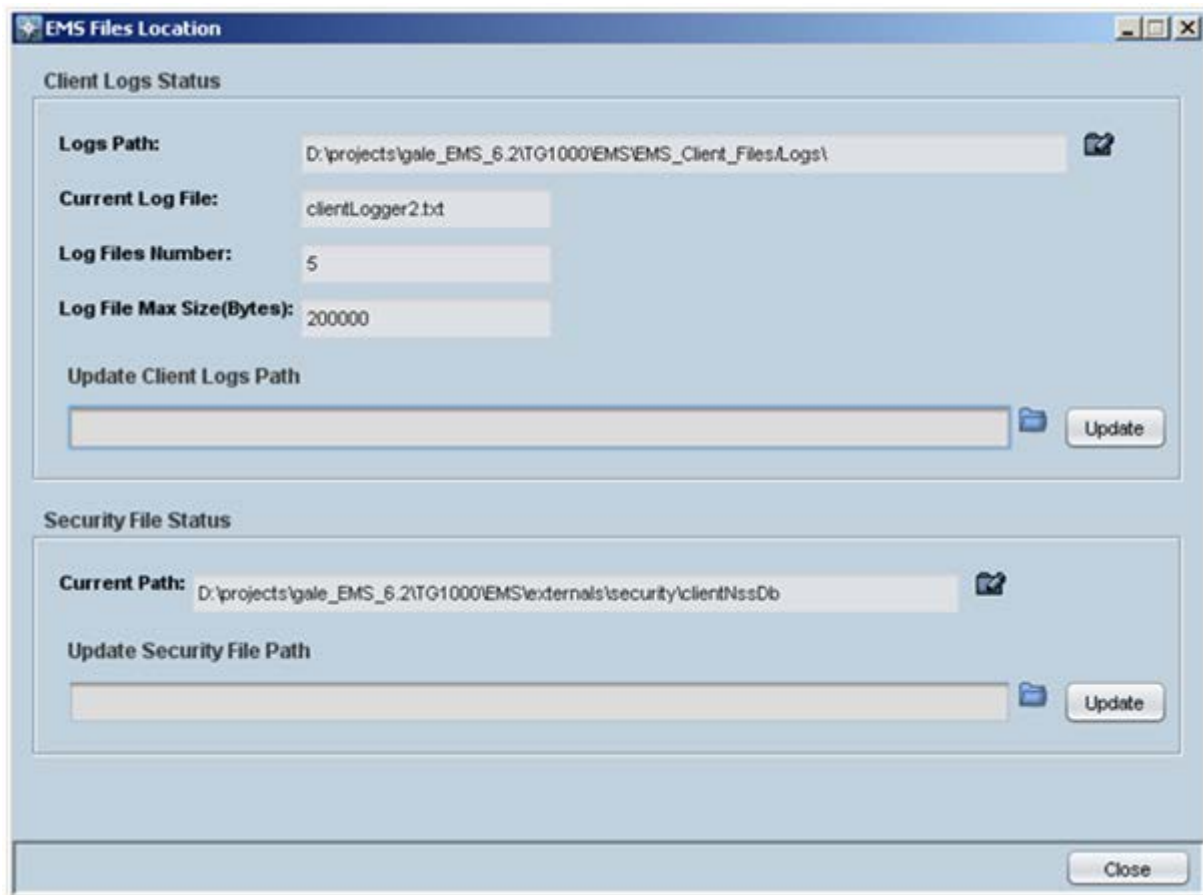 EMS Files Location
Client Logs Status
Logs Path: D:\projects\gale_EMS_6.2\TG1000\EMS\EMS_Client_Files/Logs\
Current Log File: clientLogger2.txt
Log Files Number: 5
Log File Max Size(Bytes): 200000
Update Client Logs Path
Update
Security File Status
Current Path: D:\projects\gale_EMS_6.2\TG1000\EMS\externals\security\clientNssDb
Update Security File Path
Update
Close